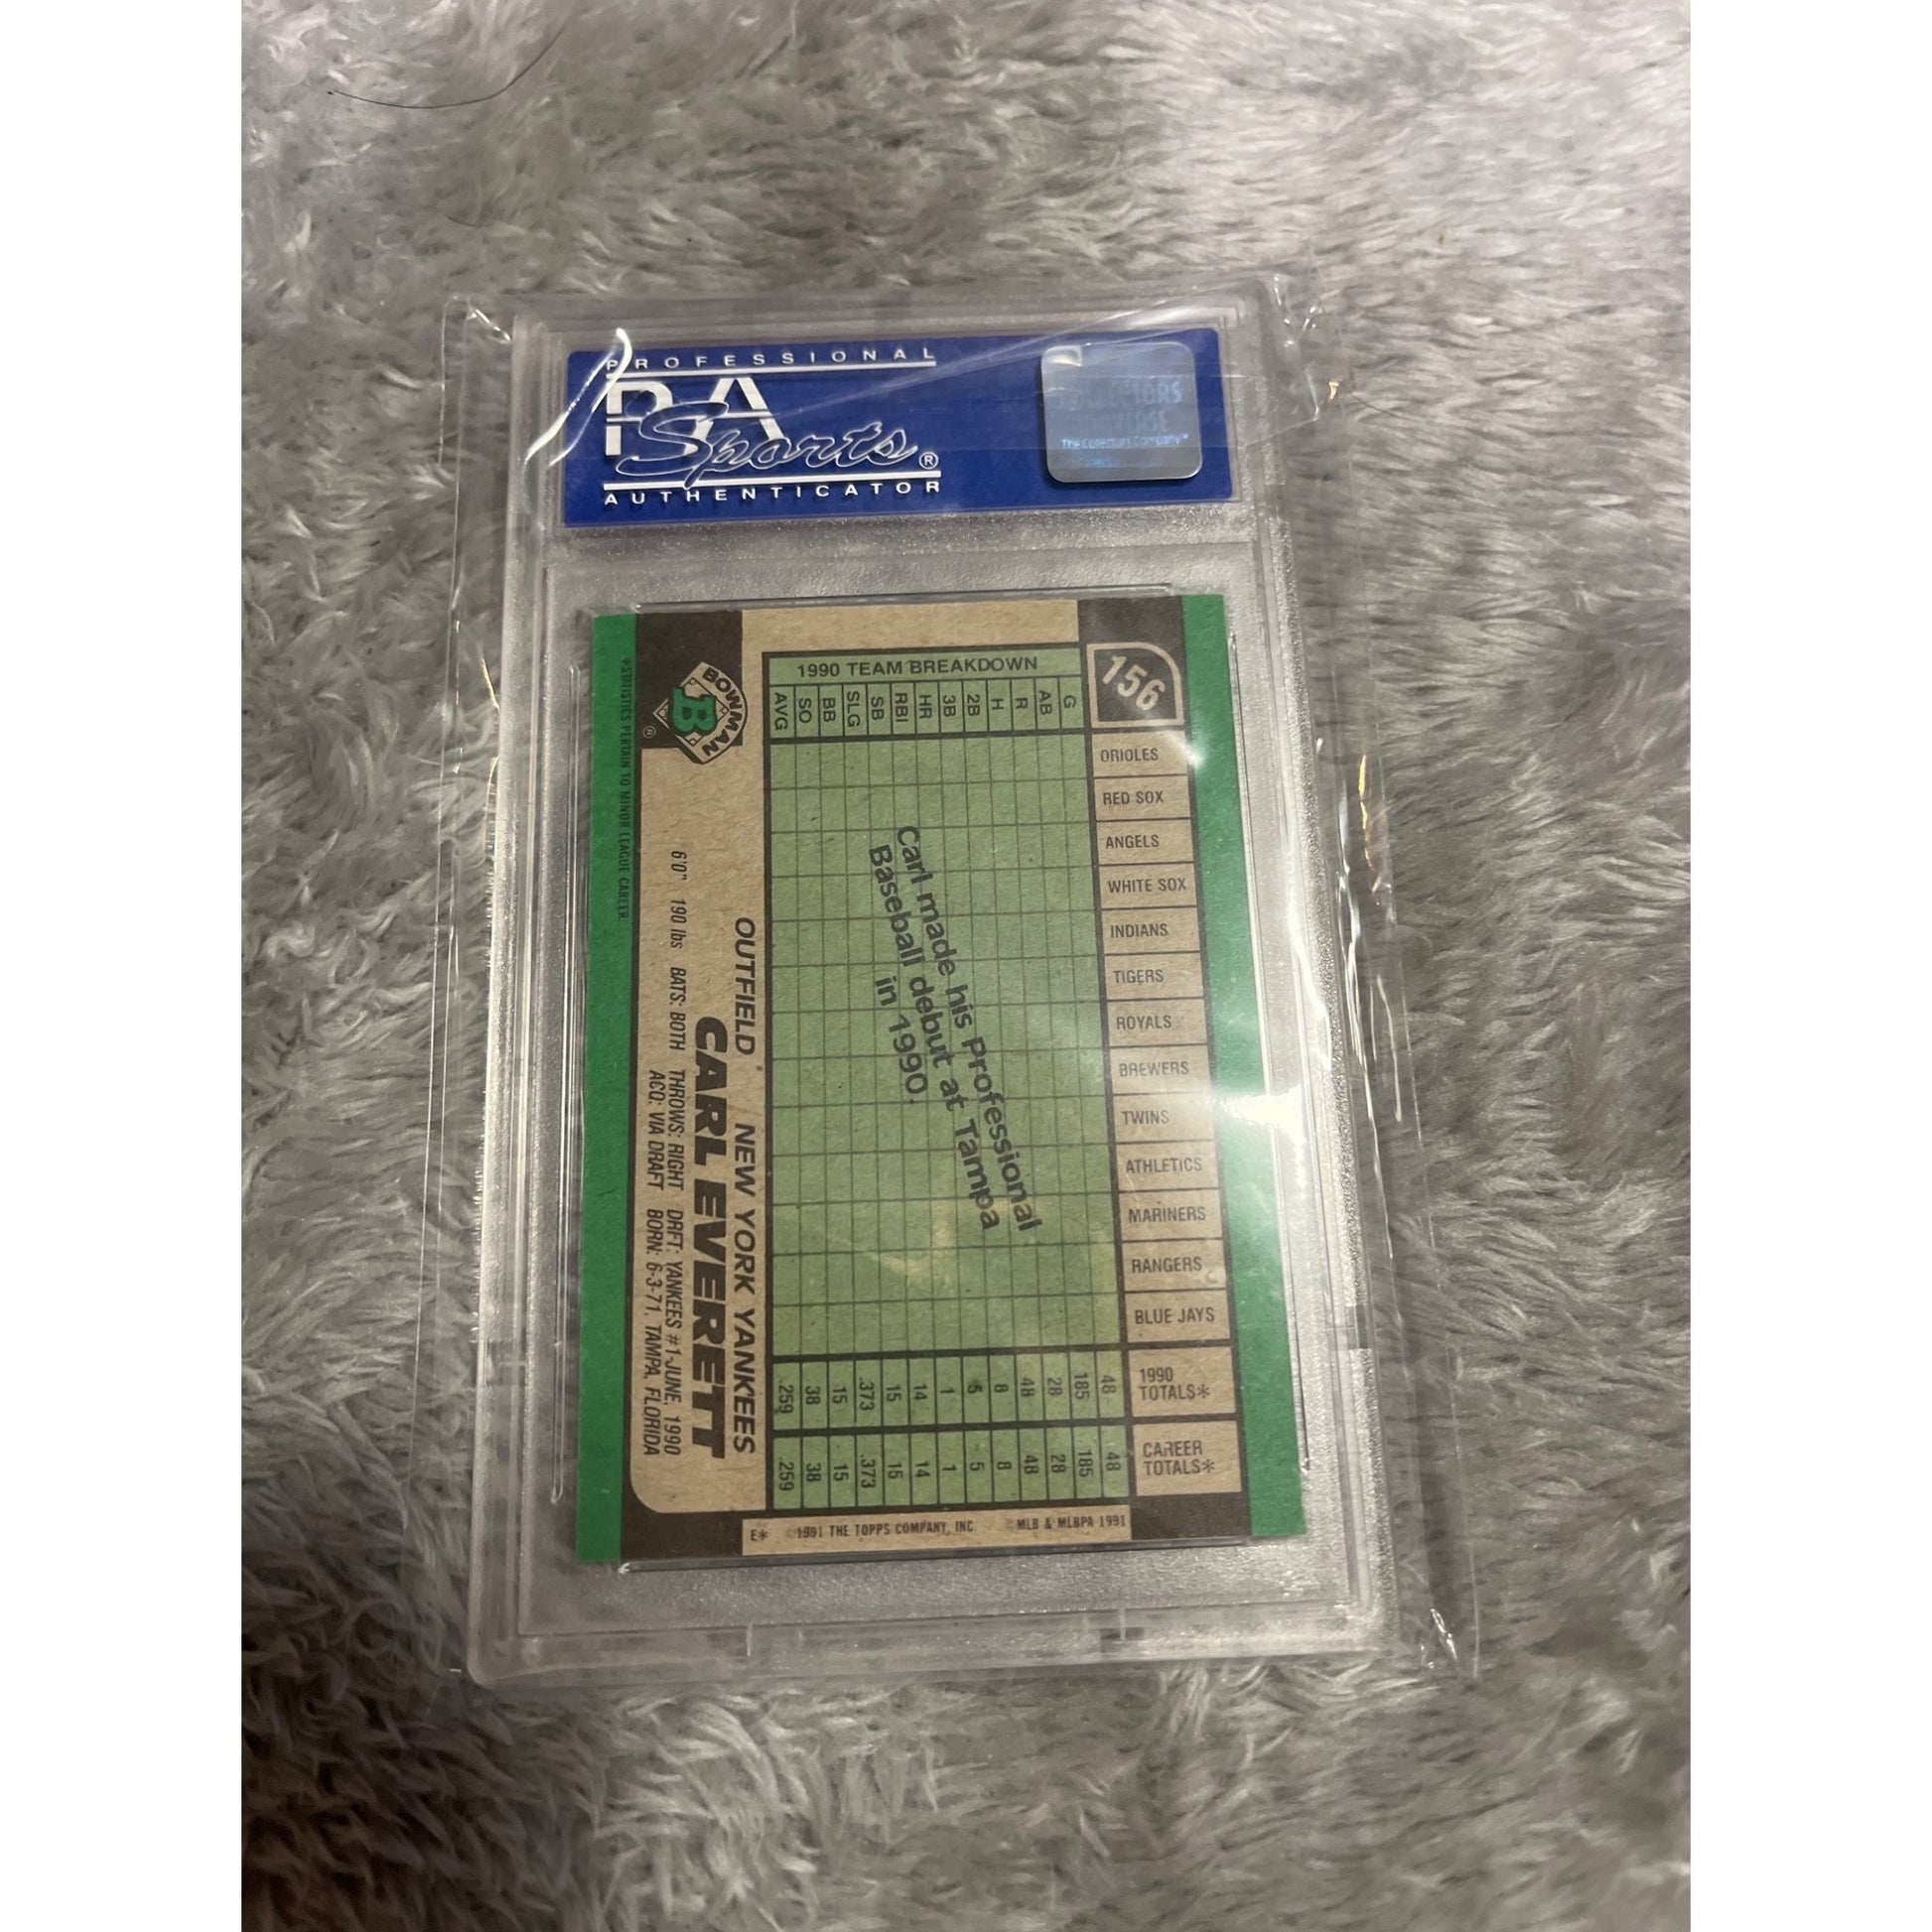 PROFESSIONAL
PSA
Sports®
AUTHENTICATOR
COLLECTORS
UNIVERSE
The Collectors Company™
156
ORIOLES
RED SOX
ANGELS
WHITE SOX
INDIANS
TIGERS
ROYALS
BREWERS
TWINS
ATHLETICS
MARINERS
RANGERS
BLUE JAYS
1990 TOTALS*
CAREER TOTALS*
1990 TEAM BREAKDOWN
G 48 48
AB 185 185
R 28 28
H 48 48
2B 8 8
3B 5 5
HR 1 1
RBI 14 14
SB 15 15
SLG .373 .373
BB 15 15
SO 38 38
AVG .259 .259
Carl made his Professional
Baseball debut at Tampa
in 1990.
BOWMAN
B
®
OUTFIELD NEW YORK YANKEES
CARL EVERETT
6'0" 190 lbs BATS: BOTH THROWS: RIGHT DRFT: YANKEES #1-JUNE, 1990
ACQ: VIA DRAFT BORN: 6-3-71, TAMPA, FLORIDA
*STATISTICS PERTAIN TO MINOR LEAGUE CAREER.
E* ©1991 THE TOPPS COMPANY, INC. ©MLB & MLBPA 1991